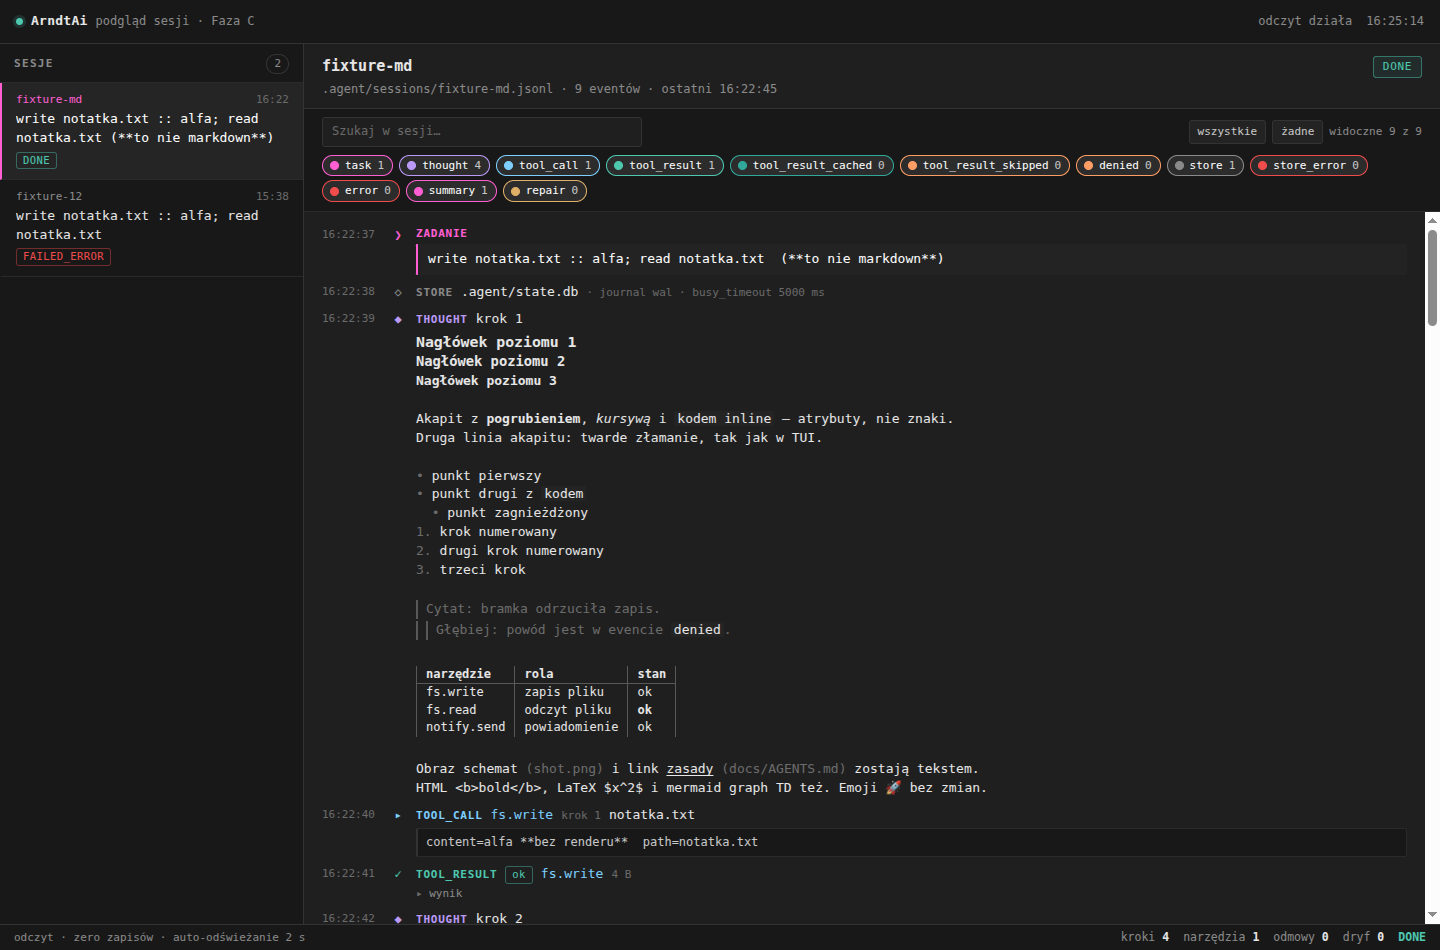 ArndtAi podgląd sesji · Faza C
odczyt działa 16:25:14
SESJE 2
fixture-md 16:22
write notatka.txt :: alfa; read
notatka.txt (**to nie markdown**)
DONE
fixture-12 15:38
write notatka.txt :: alfa; read
notatka.txt
FAILED_ERROR
fixture-md
DONE
.agent/sessions/fixture-md.jsonl · 9 eventów · ostatni 16:22:45
Szukaj w sesji…
wszystkie żadne widoczne 9 z 9
task 1 thought 4 tool_call 1 tool_result 1 tool_result_cached 0 tool_result_skipped 0 denied 0 store 1 store_error 0
error 0 summary 1 repair 0
16:22:37 ❯ ZADANIE
write notatka.txt :: alfa; read notatka.txt  (**to nie markdown**)
16:22:38 ◇ STORE .agent/state.db · journal wal · busy_timeout 5000 ms
16:22:39 ◆ THOUGHT krok 1
Nagłówek poziomu 1
Nagłówek poziomu 2
Nagłówek poziomu 3
Akapit z pogrubieniem, kursywą i kodem inline — atrybuty, nie znaki.
Druga linia akapitu: twarde złamanie, tak jak w TUI.
• punkt pierwszy
• punkt drugi z kodem
• punkt zagnieżdżony
1. krok numerowany
2. drugi krok numerowany
3. trzeci krok
Cytat: bramka odrzuciła zapis.
Głębiej: powód jest w evencie denied.
narzędzie rola stan
fs.write zapis pliku ok
fs.read odczyt pliku ok
notify.send powiadomienie ok
Obraz schemat (shot.png) i link zasady (docs/AGENTS.md) zostają tekstem.
HTML <b>bold</b>, LaTeX $x^2$ i mermaid graph TD też. Emoji 🚀 bez zmian.
16:22:40 ▸ TOOL_CALL fs.write krok 1 notatka.txt
content=alfa **bez renderu**  path=notatka.txt
16:22:41 ✓ TOOL_RESULT ok fs.write 4 B
▸ wynik
16:22:42 ◆ THOUGHT krok 2
odczyt · zero zapisów · auto-odświeżanie 2 s
kroki 4 narzędzia 1 odmowy 0 dryf 0 DONE